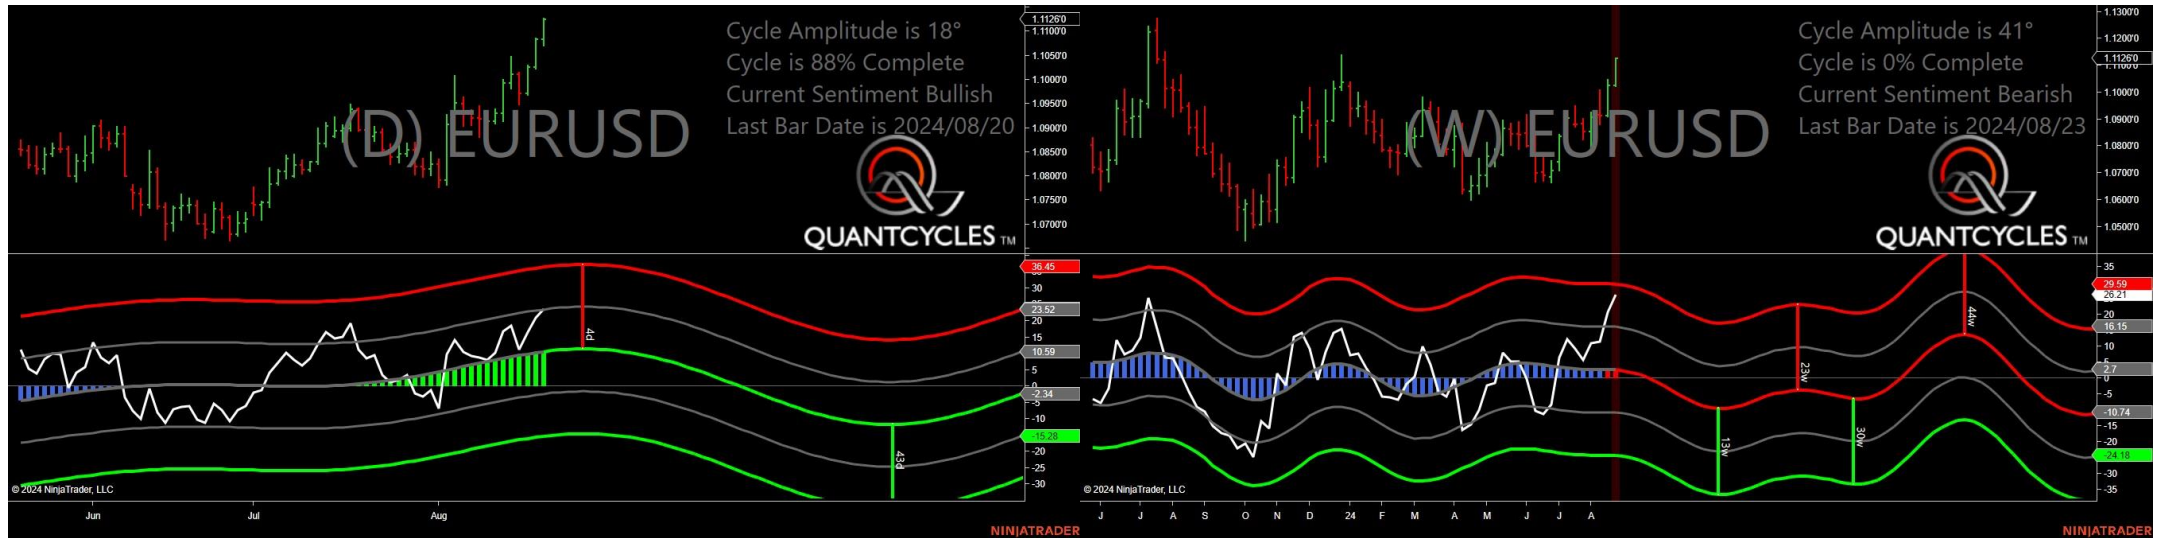 Cycle Amplitude is 18°
Cycle is 88% Complete
Current Sentiment Bullish
Last Bar Date is 2024/08/20
(D) EURUSD
QUANTCYCLES TM
1.1126'0
1.1100'0
1.1050'0
1.1000'0
1.0950'0
1.0900'0
1.0850'0
1.0800'0
1.0750'0
1.0700'0
36.45
30
23.52
20
15
10.59
5
0
-2.34
-5
-10
-15.28
-20
-25
-30
4d
43d
© 2024 NinjaTrader, LLC
Jun Jul Aug
NINJATRADER
Cycle Amplitude is 41°
Cycle is 0% Complete
Current Sentiment Bearish
Last Bar Date is 2024/08/23
(W) EURUSD
QUANTCYCLES TM
1.1300'0
1.1200'0
1.1126'0
1.1000'0
1.0900'0
1.0800'0
1.0700'0
1.0600'0
1.0500'0
35
29.59
26.21
20
16.15
10
5
2.7
0
-5
-10.74
-15
-20
-24.18
-30
-35
13w
23w
30w
44w
© 2024 NinjaTrader, LLC
J J A S O N D 24 F M A M J J A
NINJATRADER